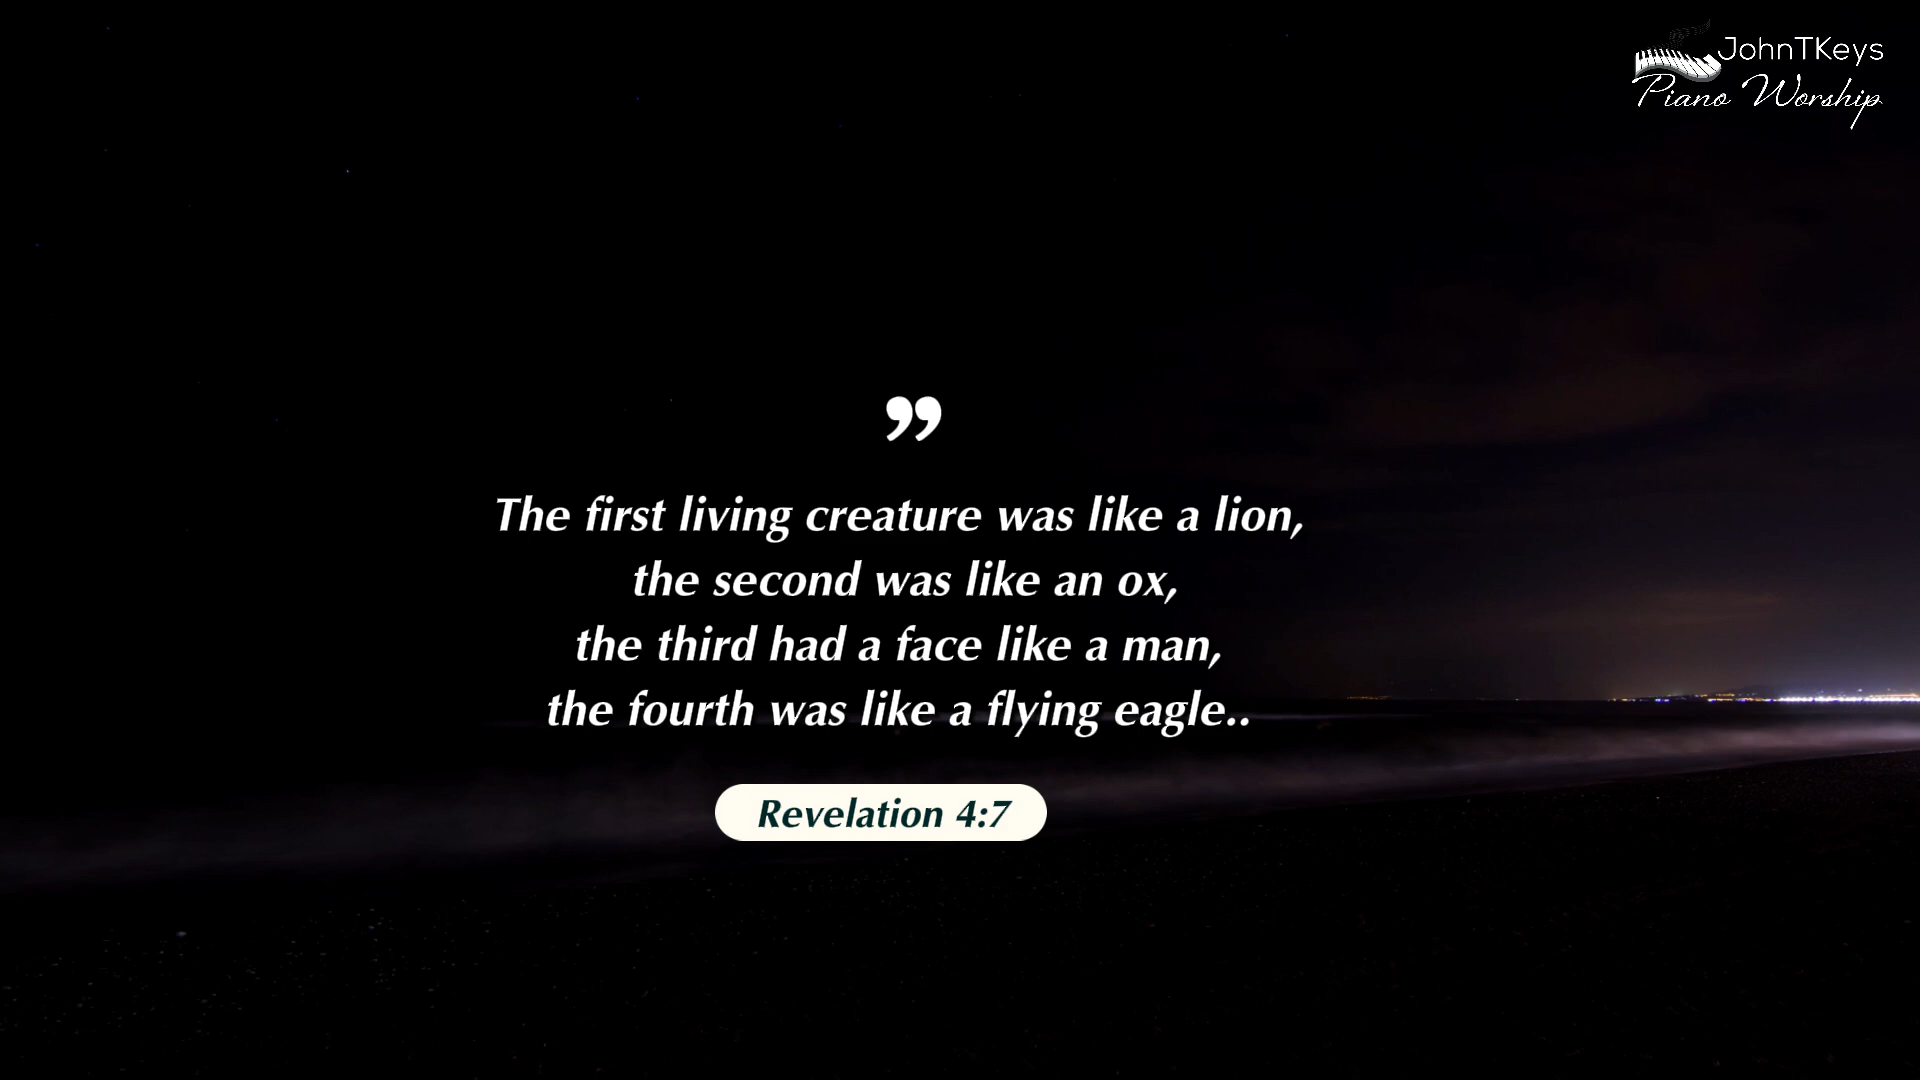 JohnTKeys
Piano Worship
”
The first living creature was like a lion,
the second was like an ox,
the third had a face like a man,
the fourth was like a flying eagle..
Revelation 4:7